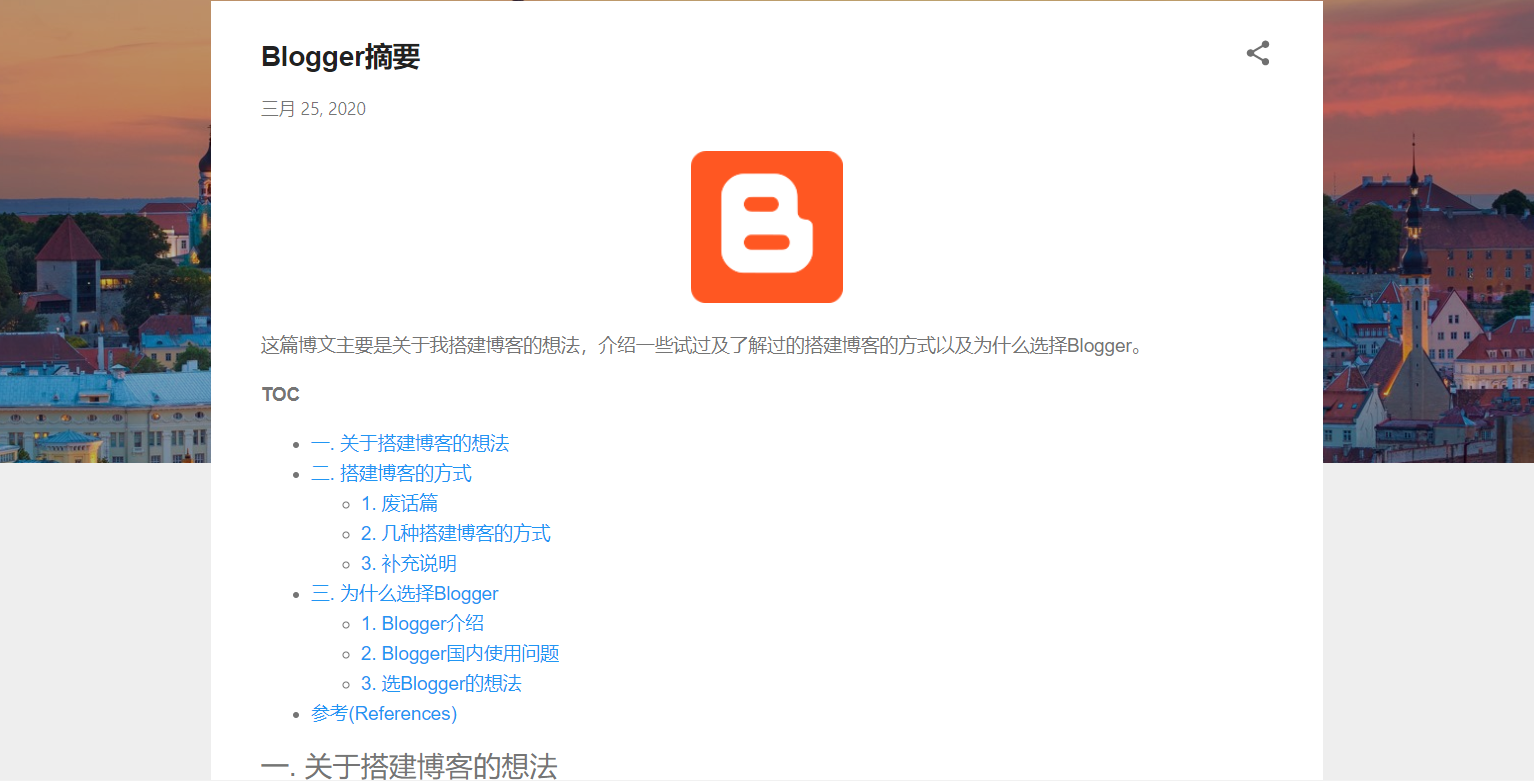 Blogger摘要
三月 25, 2020
这篇博文主要是关于我搭建博客的想法，介绍一些试过及了解过的搭建博客的方式以及为什么选择Blogger。
TOC
一. 关于搭建博客的想法
二. 搭建博客的方式
1. 废话篇
2. 几种搭建博客的方式
3. 补充说明
三. 为什么选择Blogger
1. Blogger介绍
2. Blogger国内使用问题
3. 选Blogger的想法
参考(References)
一. 关于搭建博客的想法